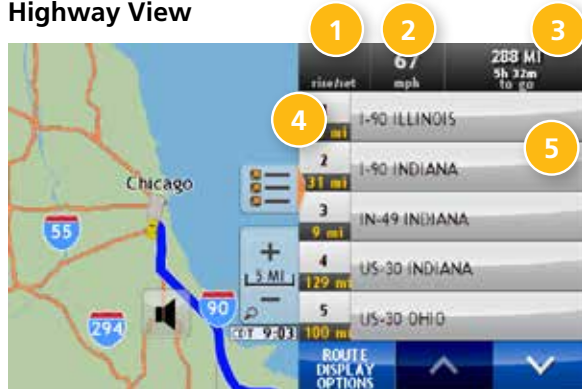 Highway View
1
2
3
67
288 MI
rise/set
mph
5h 32m
to go
4
mi
I-90 ILLINOIS
5
2
31 mi
I-90 INDIANA
3
9 mi
IN-49 INDIANA
4
129 mi
US-30 INDIANA
5
100 mi
US-30 OHIO
Chicago
55
90
294
+
5 MI
−
9:03
ROUTE
DISPLAY
OPTIONS